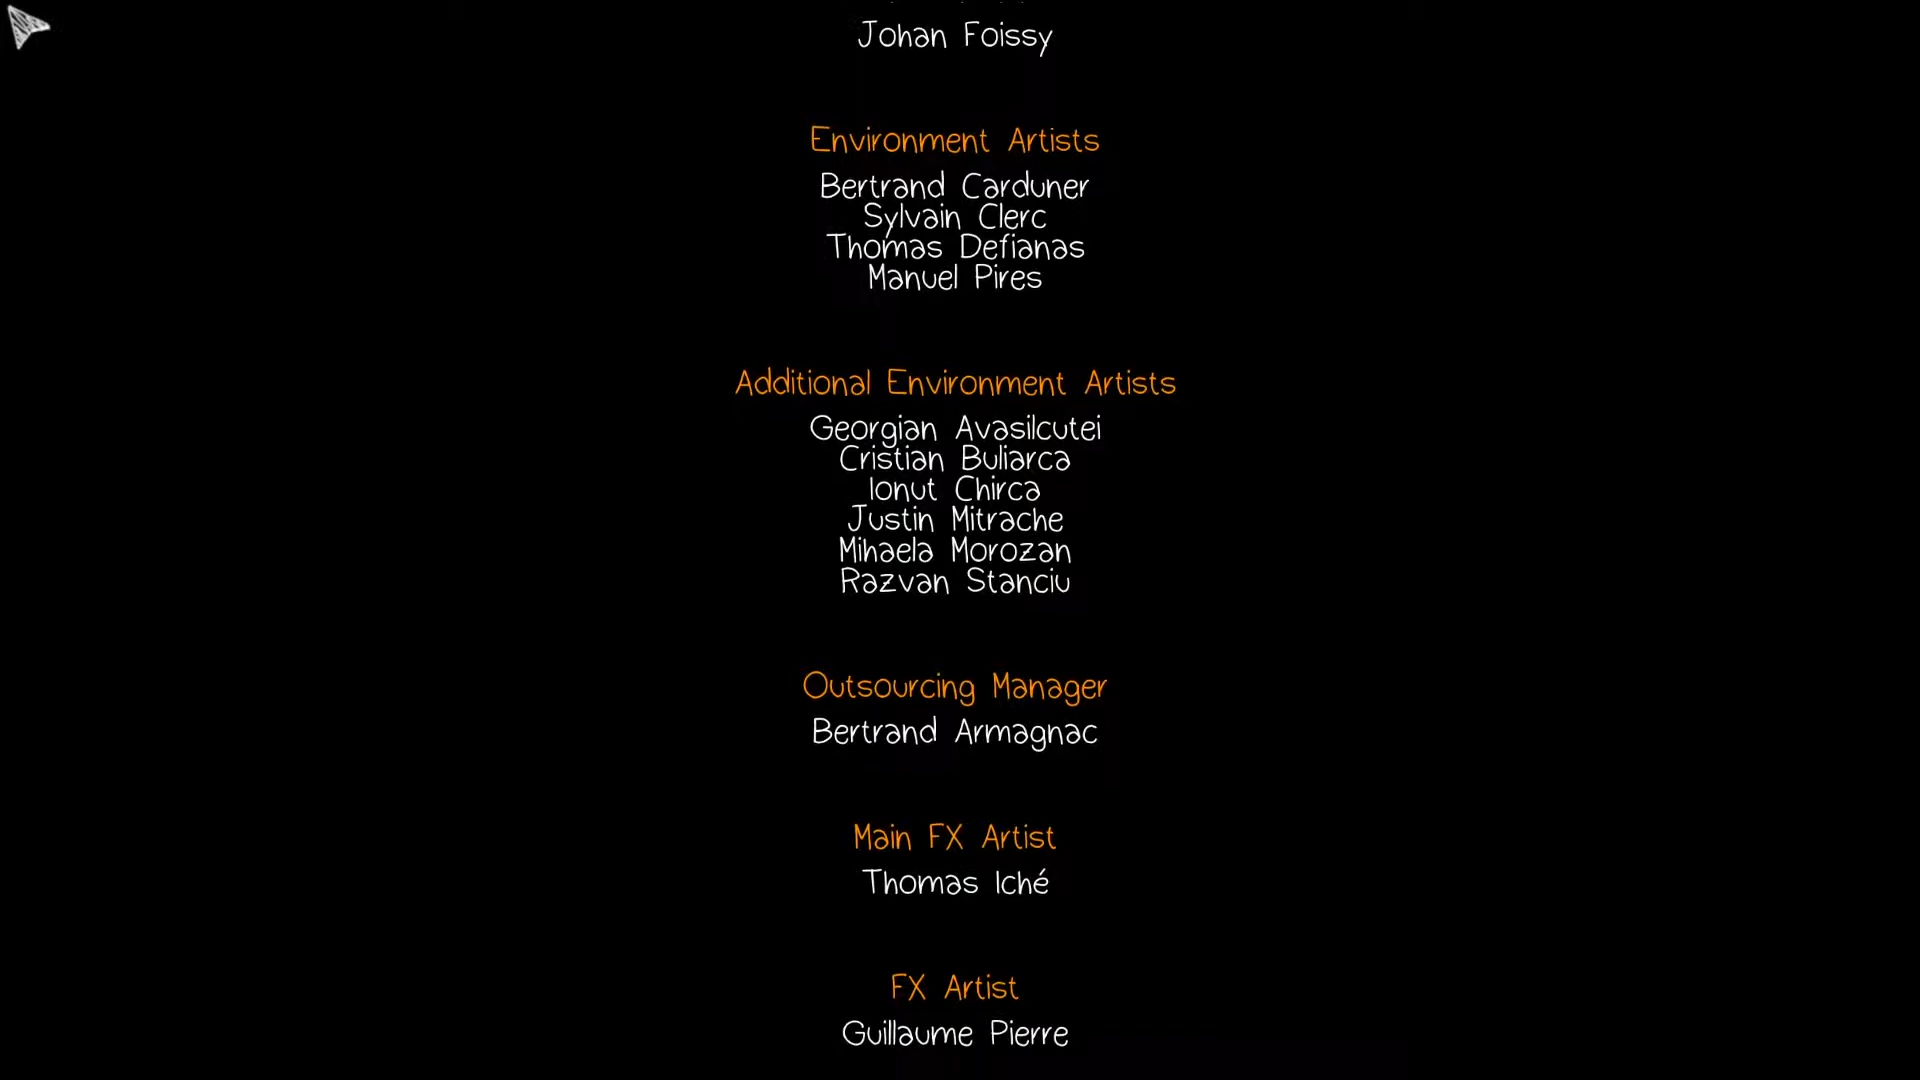 Johan Foissy
Environment Artists
Bertrand Carduner
Sylvain Clerc
Thomas Defianas
Manuel Pires
Additional Environment Artists
Georgian Avasilcutei
Cristian Buliarca
Ionut Chirca
Justin Mitrache
Mihaela Morozan
Razvan Stanciu
Outsourcing Manager
Bertrand Armagnac
Main FX Artist
Thomas Iché
FX Artist
Guillaume Pierre